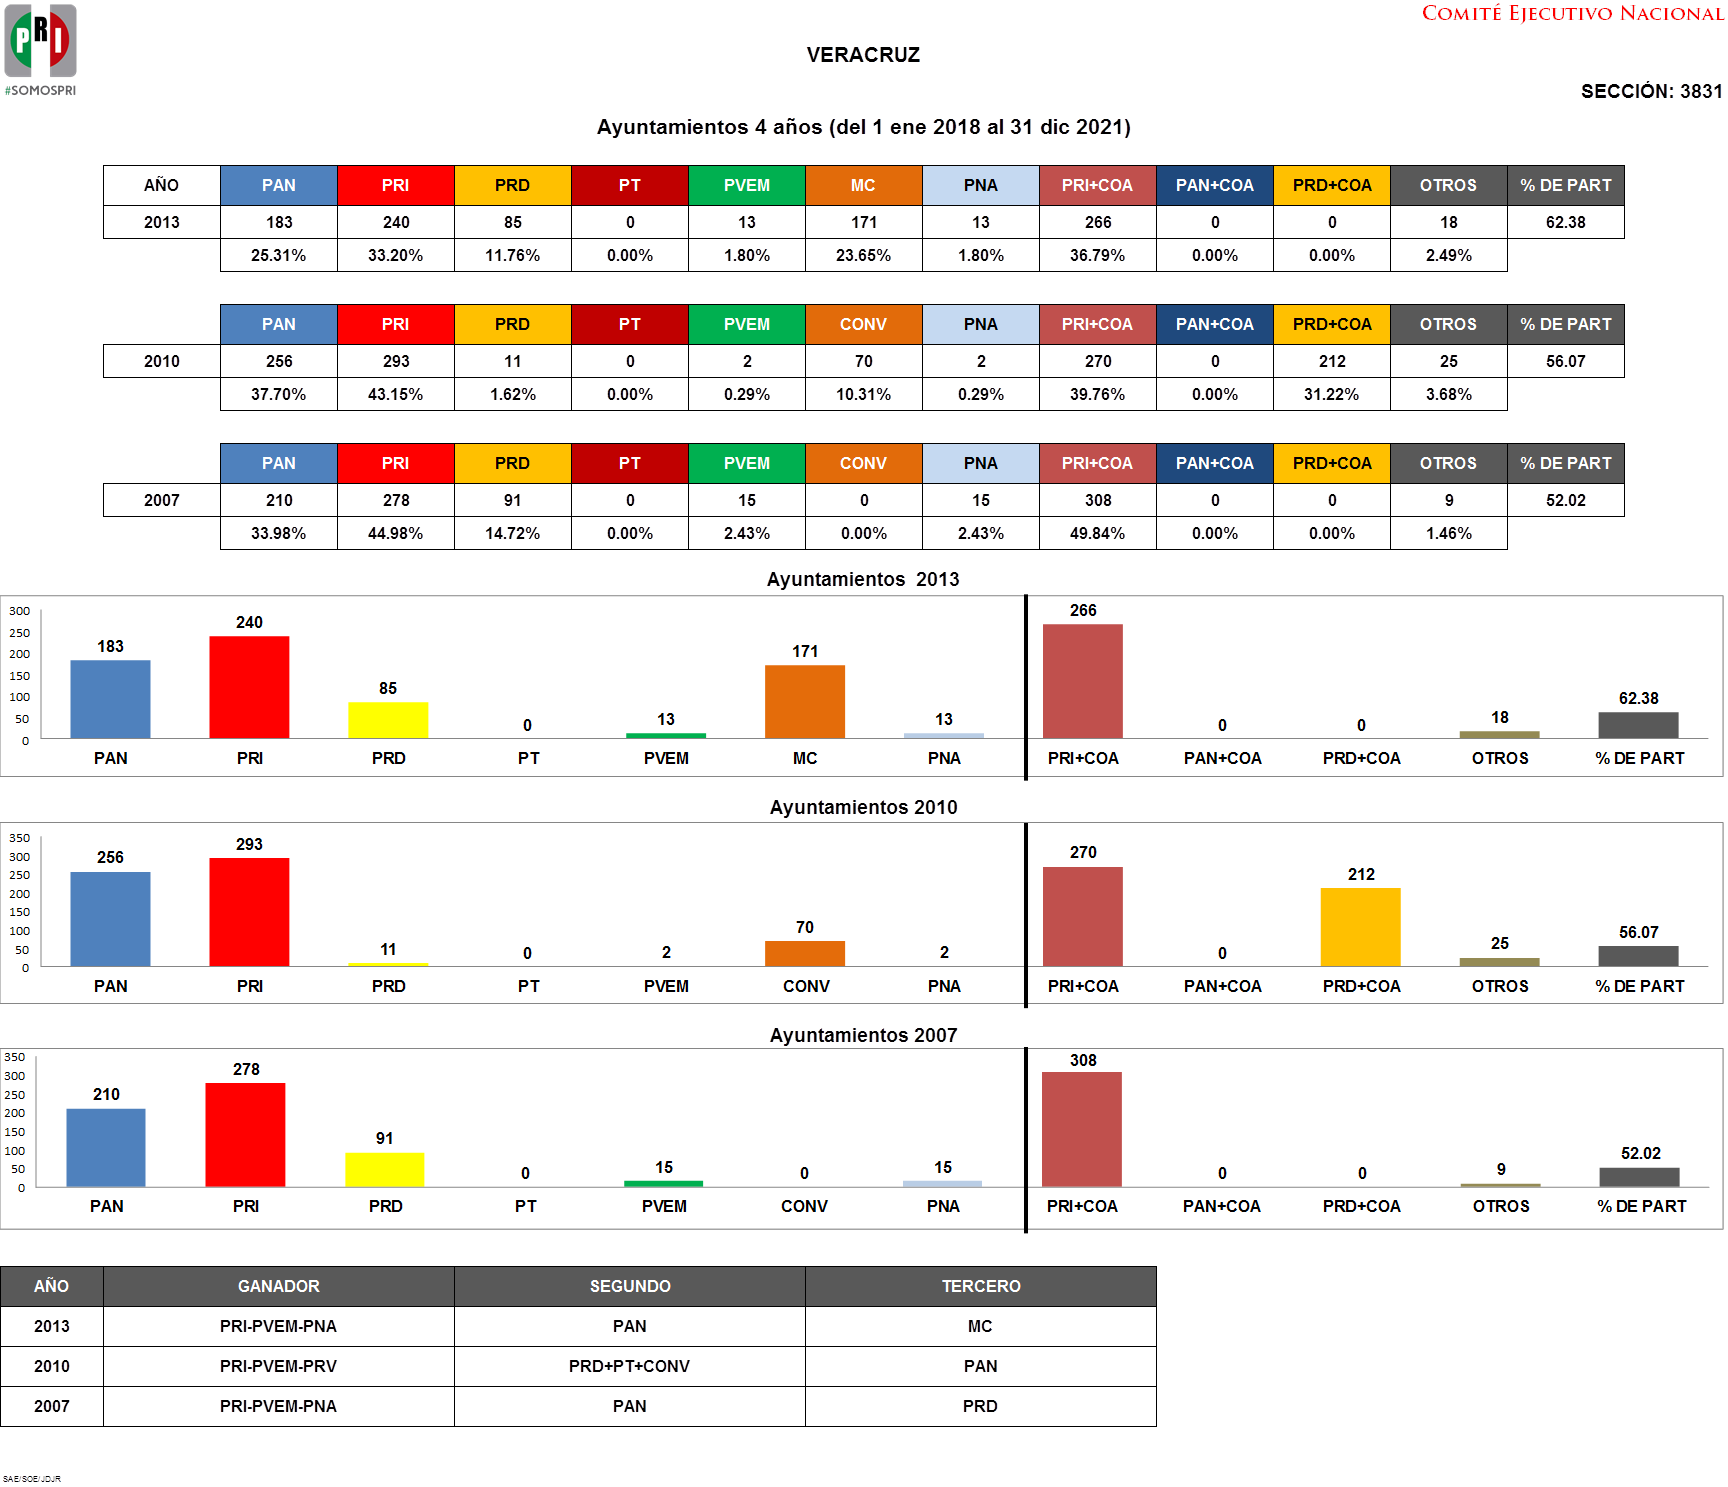 PRI
#SOMOSPRI
COMITÉ EJECUTIVO NACIONAL
VERACRUZ
SECCIÓN: 3831
Ayuntamientos 4 años (del 1 ene 2018 al 31 dic 2021)
AÑO PAN PRI PRD PT PVEM MC PNA PRI+COA PAN+COA PRD+COA OTROS % DE PART
2013 183 240 85 0 13 171 13 266 0 0 18 62.38
25.31% 33.20% 11.76% 0.00% 1.80% 23.65% 1.80% 36.79% 0.00% 0.00% 2.49%
PAN PRI PRD PT PVEM CONV PNA PRI+COA PAN+COA PRD+COA OTROS % DE PART
2010 256 293 11 0 2 70 2 270 0 212 25 56.07
37.70% 43.15% 1.62% 0.00% 0.29% 10.31% 0.29% 39.76% 0.00% 31.22% 3.68%
PAN PRI PRD PT PVEM CONV PNA PRI+COA PAN+COA PRD+COA OTROS % DE PART
2007 210 278 91 0 15 0 15 308 0 0 9 52.02
33.98% 44.98% 14.72% 0.00% 2.43% 0.00% 2.43% 49.84% 0.00% 0.00% 1.46%
Ayuntamientos 2013
300
250
200
150
100
50
0
183 240 85 0 13 171 13 266 0 0 18 62.38
PAN PRI PRD PT PVEM MC PNA PRI+COA PAN+COA PRD+COA OTROS % DE PART
Ayuntamientos 2010
350
300
250
200
150
100
50
0
256 293 11 0 2 70 2 270 0 212 25 56.07
PAN PRI PRD PT PVEM CONV PNA PRI+COA PAN+COA PRD+COA OTROS % DE PART
Ayuntamientos 2007
350
300
250
200
150
100
50
0
210 278 91 0 15 0 15 308 0 0 9 52.02
PAN PRI PRD PT PVEM CONV PNA PRI+COA PAN+COA PRD+COA OTROS % DE PART
AÑO GANADOR SEGUNDO TERCERO
2013 PRI-PVEM-PNA PAN MC
2010 PRI-PVEM-PRV PRD+PT+CONV PAN
2007 PRI-PVEM-PNA PAN PRD
SAE/SOE/JDJR